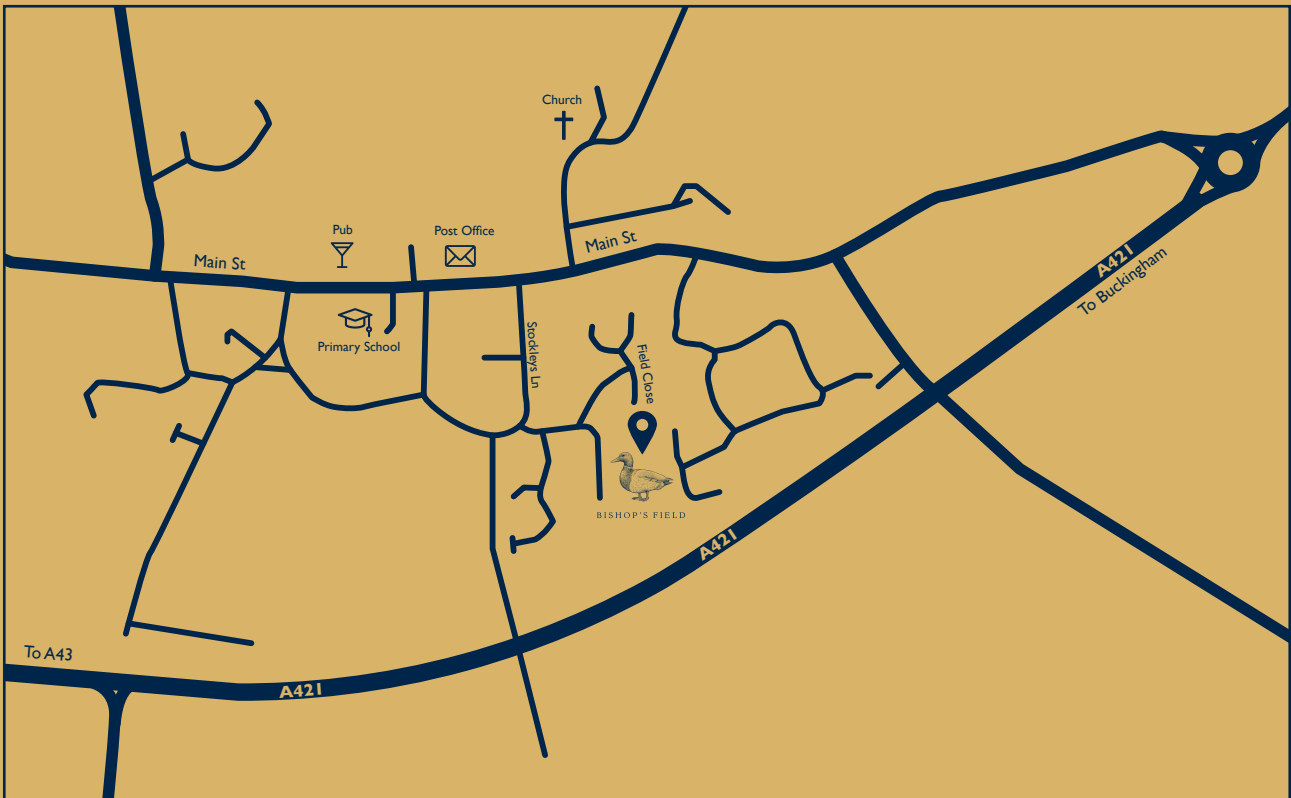 Church
Pub
Post Office
Main St
Main St
A421
To Buckingham
Primary School
Stockleys Ln
Field Close
BISHOP'S FIELD
A421
To A43
A421